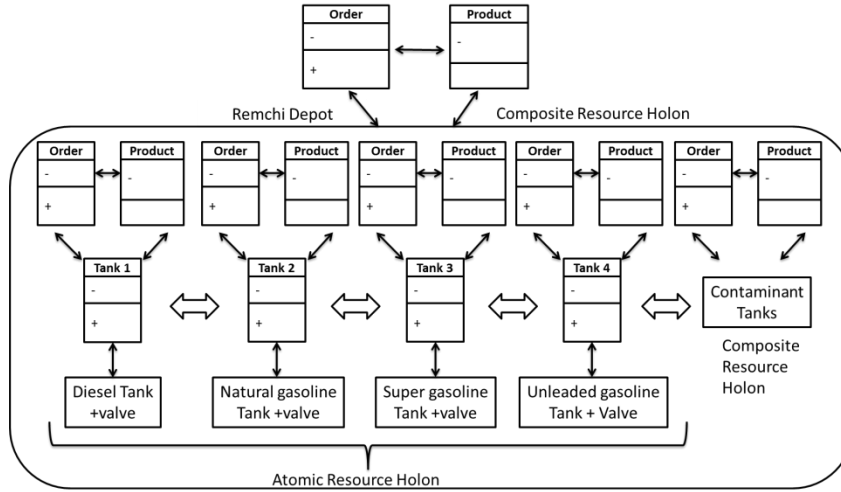 Order Product
-
-
+
Remchi Depot Composite Resource Holon
Order Product Order Product Order Product Order Product Order Product
- - - - -
- - - - -
+ + + + +
Tank 1 Tank 2 Tank 3 Tank 4
- - - -
+ + + +
Contaminant
Tanks
Composite
Resource
Holon
Diesel Tank
+valve
Natural gasoline
Tank +valve
Super gasoline
Tank +valve
Unleaded gasoline
Tank + Valve
Atomic Resource Holon